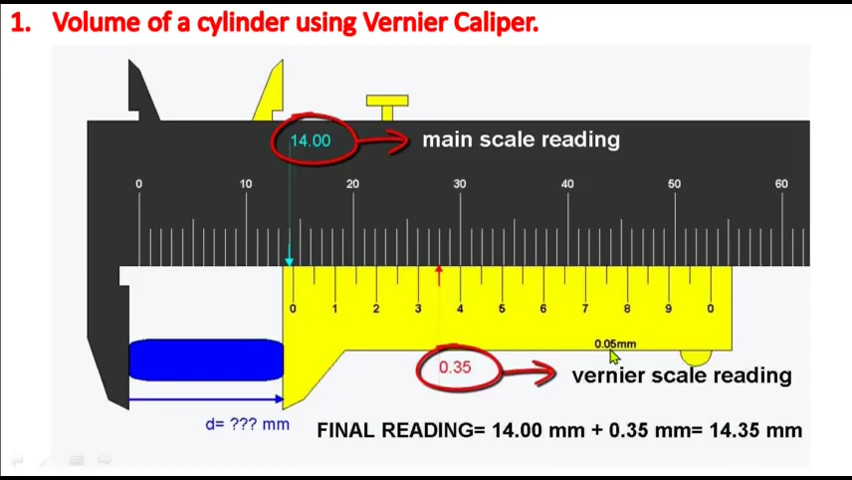 1. Volume of a cylinder using Vernier Caliper.
14.00 main scale reading
0 10 20 30 40 50 60
0 1 2 3 4 5 6 7 8 9 0
0.05mm
0.35 vernier scale reading
d= ??? mm
FINAL READING= 14.00 mm + 0.35 mm= 14.35 mm